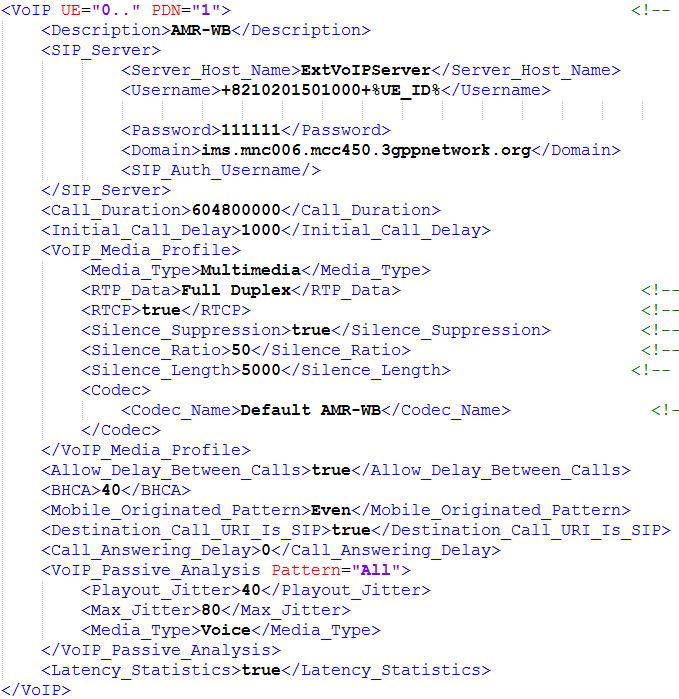 <VoIP UE="0.." PDN="1"> <!--
<Description>AMR-WB</Description>
<SIP_Server>
<Server_Host_Name>ExtVoIPServer</Server_Host_Name>
<Username>+8210201501000+%UE_ID%</Username>
<Password>111111</Password>
<Domain>ims.mnc006.mcc450.3gppnetwork.org</Domain>
<SIP_Auth_Username/>
</SIP_Server>
<Call_Duration>604800000</Call_Duration>
<Initial_Call_Delay>1000</Initial_Call_Delay>
<VoIP_Media_Profile>
<Media_Type>Multimedia</Media_Type>
<RTP_Data>Full Duplex</RTP_Data> <!--
<RTCP>true</RTCP> <!--
<Silence_Suppression>true</Silence_Suppression> <!--
<Silence_Ratio>50</Silence_Ratio> <!--
<Silence_Length>5000</Silence_Length> <!--
<Codec>
<Codec_Name>Default AMR-WB</Codec_Name> <!-
</Codec>
</VoIP_Media_Profile>
<Allow_Delay_Between_Calls>true</Allow_Delay_Between_Calls>
<BHCA>40</BHCA>
<Mobile_Originated_Pattern>Even</Mobile_Originated_Pattern>
<Destination_Call_URI_Is_SIP>true</Destination_Call_URI_Is_SIP>
<Call_Answering_Delay>0</Call_Answering_Delay>
<VoIP_Passive_Analysis Pattern="All">
<Playout_Jitter>40</Playout_Jitter>
<Max_Jitter>80</Max_Jitter>
<Media_Type>Voice</Media_Type>
</VoIP_Passive_Analysis>
<Latency_Statistics>true</Latency_Statistics>
</VoIP>